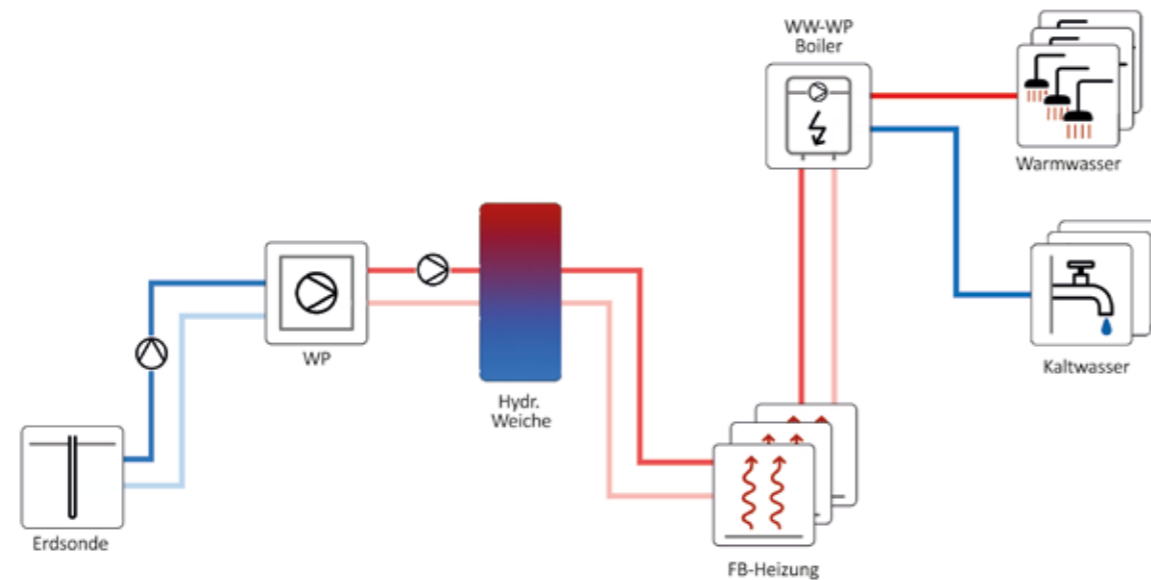 WW-WP
Boiler
Warmwasser
WP
Hydr.
Weiche
Kaltwasser
Erdsonde
FB-Heizung